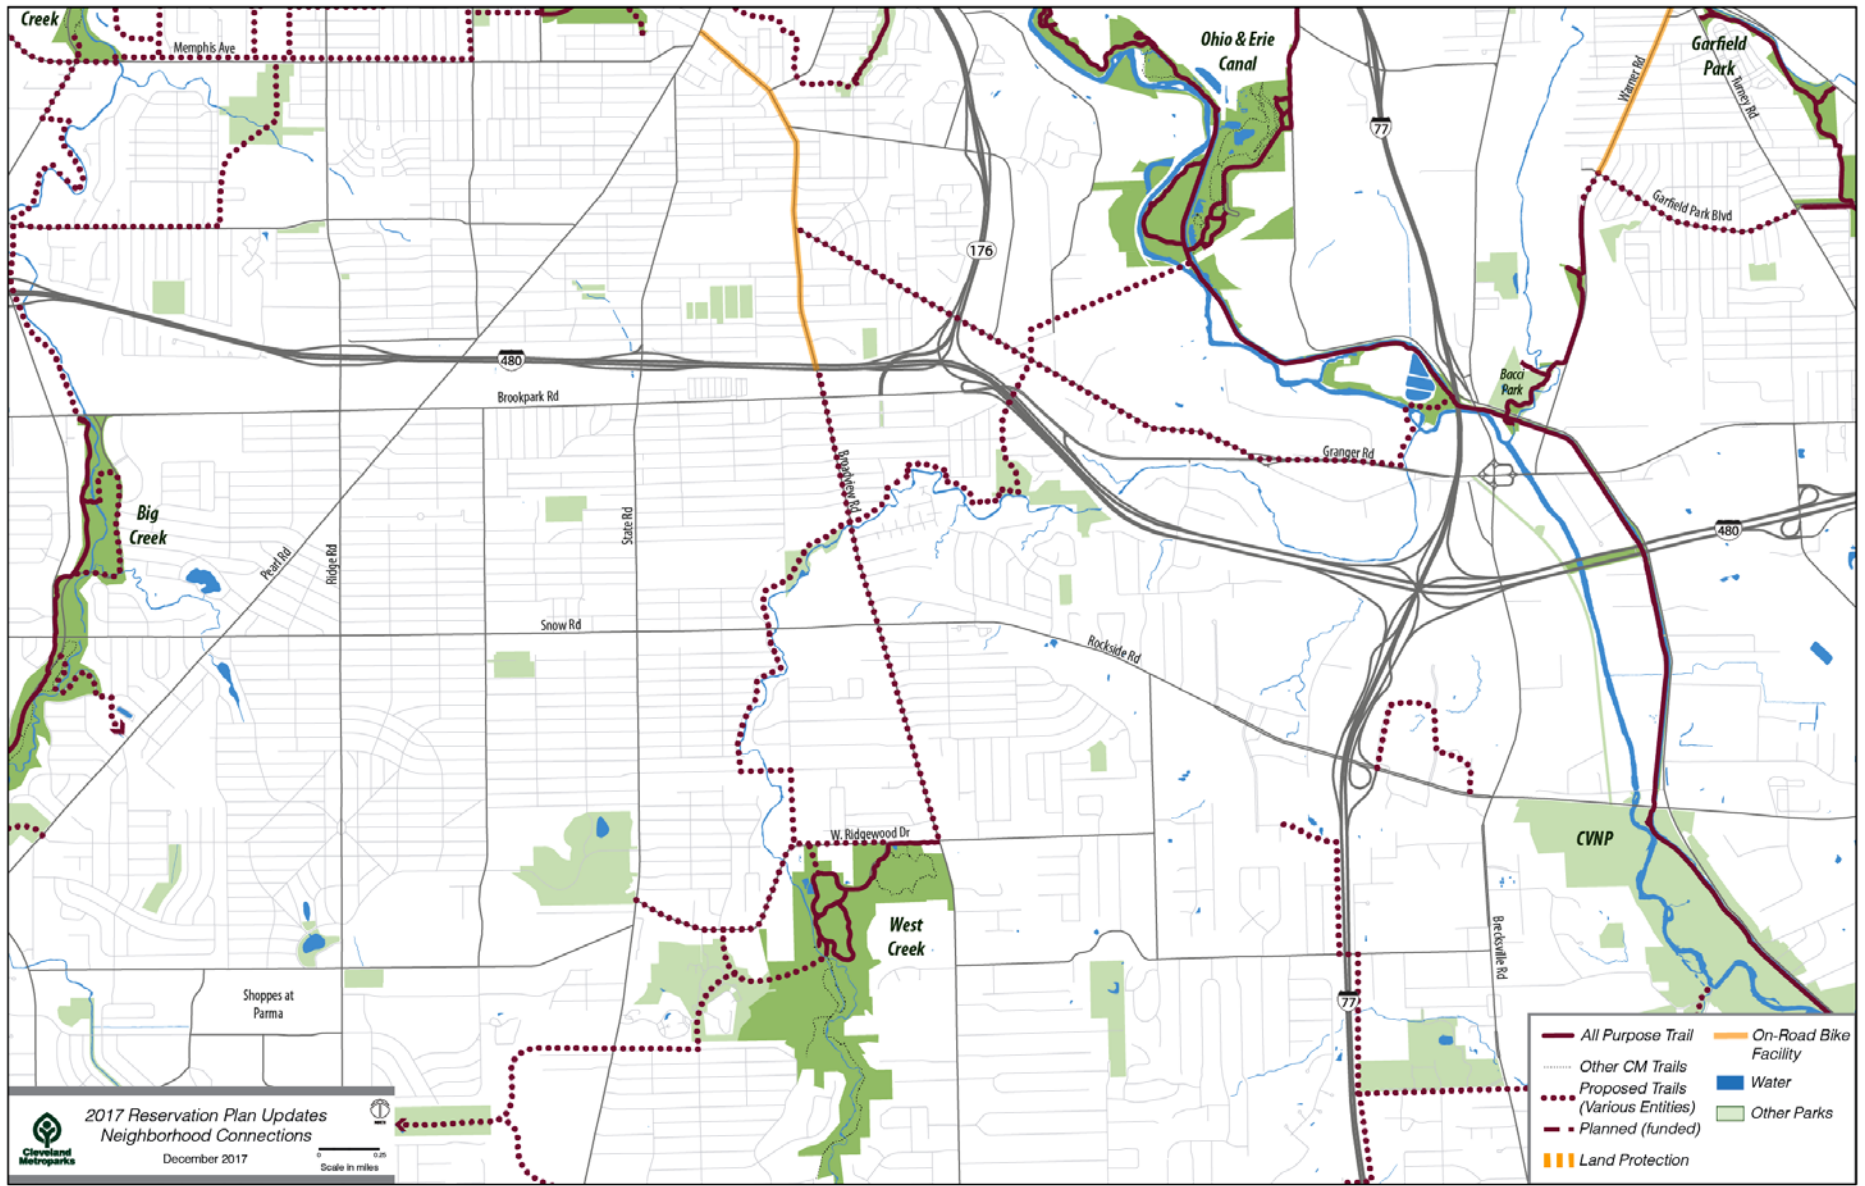 Creek
Memphis Ave
Ohio & Erie
Canal
Garfield
Park
Warner Rd
Turney Rd
77
Garfield Park Blvd
176
480
Brookpark Rd
Bacci
Park
Granger Rd
Broadview Rd
Big
Creek
State Rd
Pearl Rd
Ridge Rd
480
Snow Rd
Rockside Rd
W. Ridgewood Dr
CVNP
West
Creek
Brecksville Rd
Shoppes at
Parma
77
All Purpose Trail
Other CM Trails
Proposed Trails
(Various Entities)
Planned (funded)
Land Protection
On-Road Bike
Facility
Water
Other Parks
Cleveland
Metroparks
2017 Reservation Plan Updates
Neighborhood Connections
December 2017
0 0.25
Scale in miles